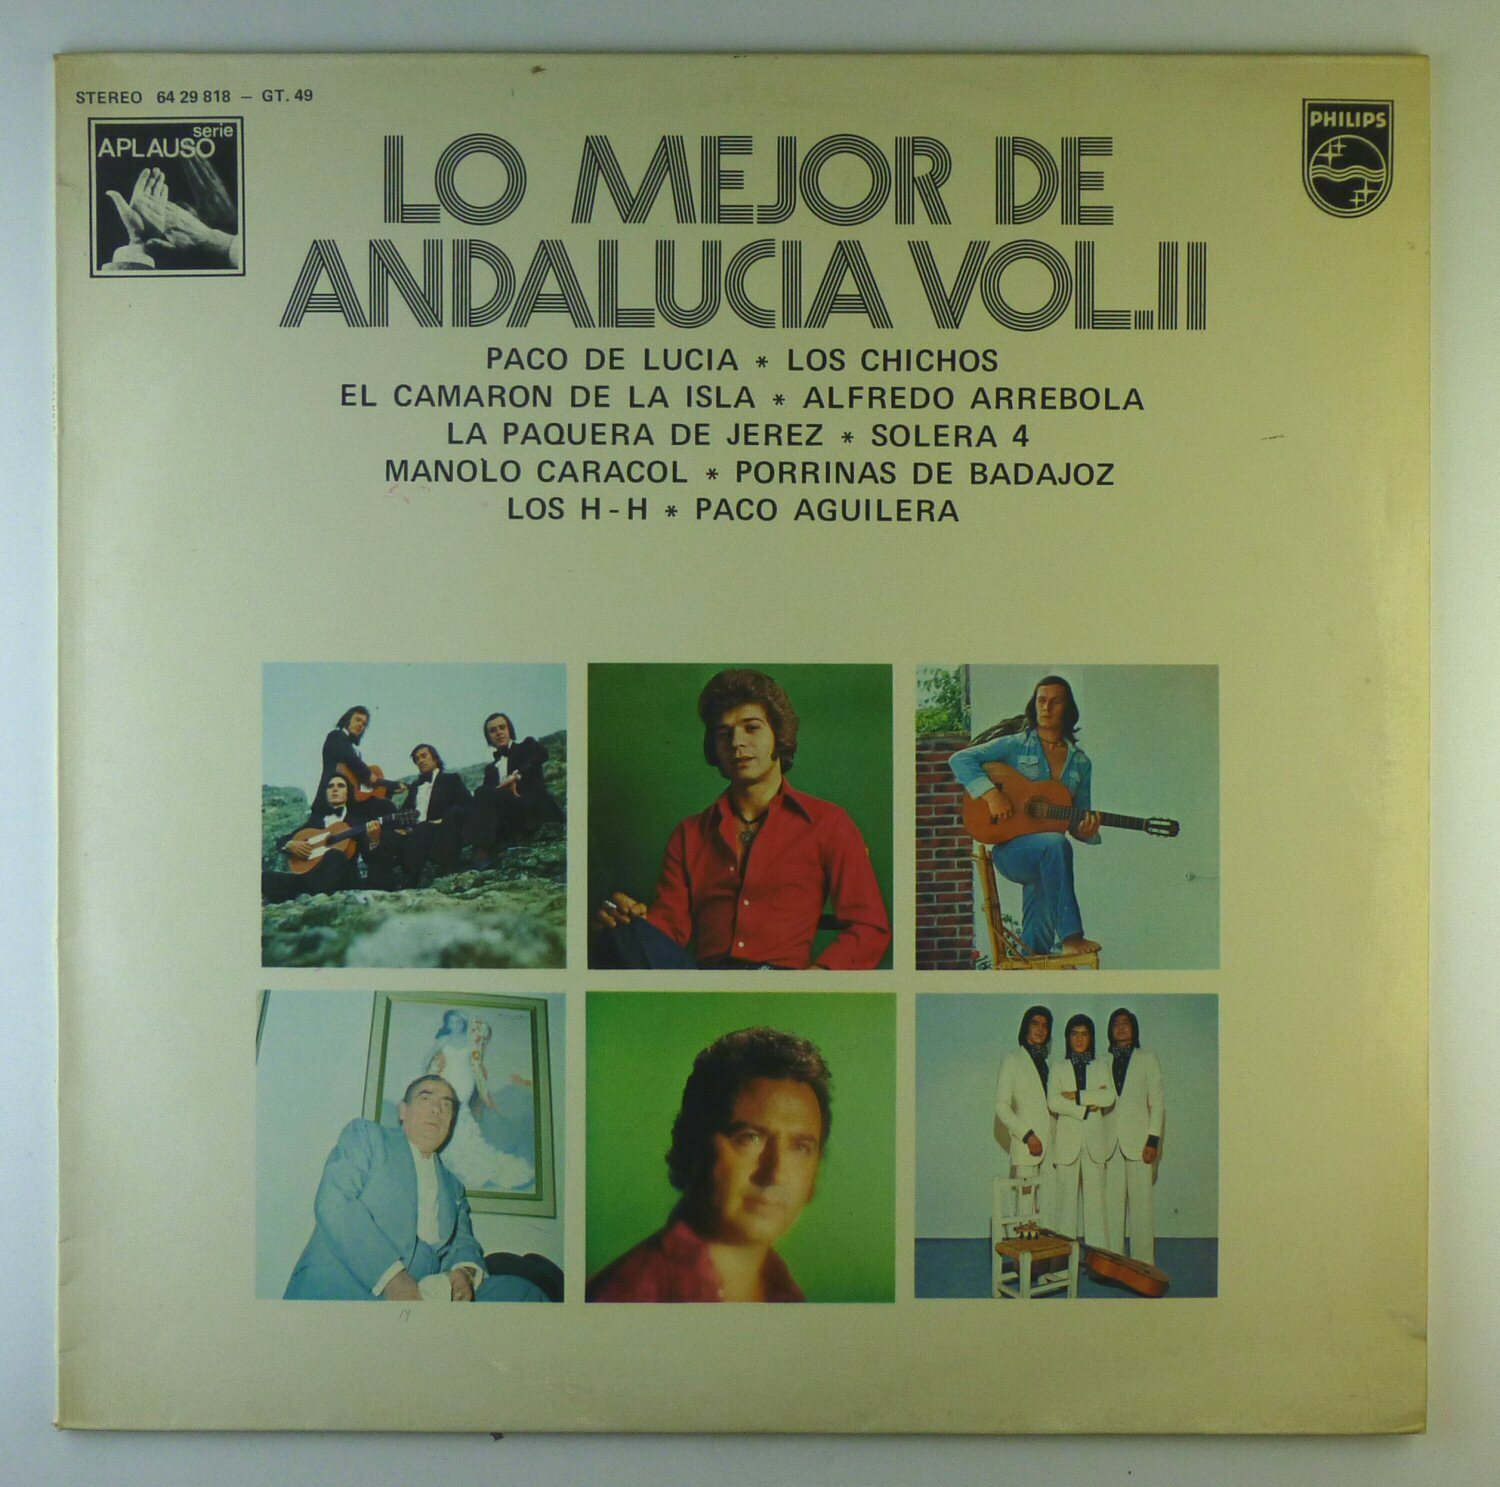 STEREO 64 29 818 – GT. 49
serie
APLAUSO
PHILIPS
LO MEJOR DE
ANDALUCIA VOL.II
PACO DE LUCIA * LOS CHICHOS
EL CAMARON DE LA ISLA * ALFREDO ARREBOLA
LA PAQUERA DE JEREZ * SOLERA 4
MANOLO CARACOL * PORRINAS DE BADAJOZ
LOS H-H * PACO AGUILERA